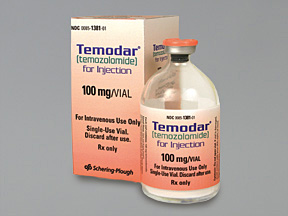 NDC 0085-1381-01
Temodar®
(temozolomide)
for Injection
100 mg/VIAL
For Intravenous Use Only
Single-Use Vial.
Discard after use.
Rx only
Schering-Plough
NDC 0085-1381-01
Temodar®
(temozolomide)
for Injection
100 mg/VIAL
For Intravenous Use Only
Single-Use Vial. Discard after use.
Rx only